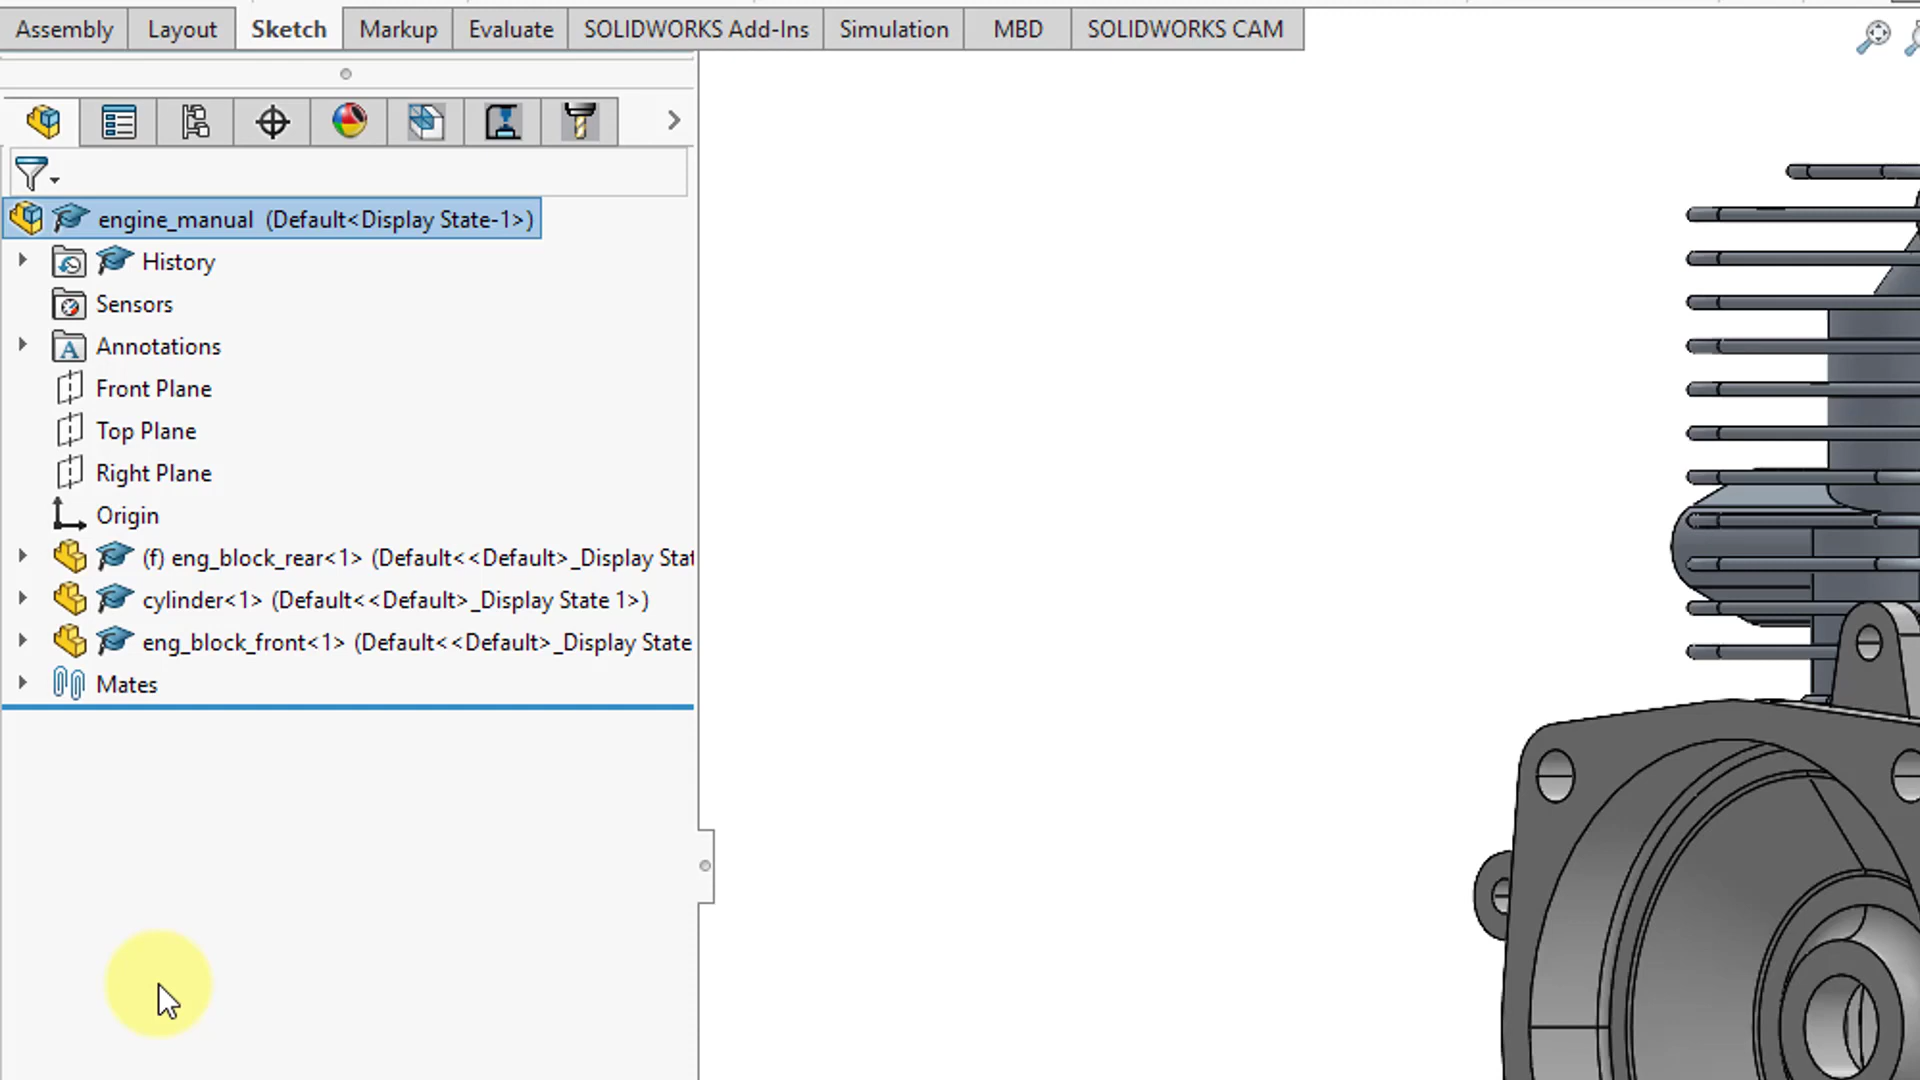 Assembly Layout Sketch Markup Evaluate SOLIDWORKS Add-Ins Simulation MBD SOLIDWORKS CAM
engine_manual (Default<Display State-1>)
History
Sensors
A Annotations
Front Plane
Top Plane
Right Plane
Origin
(f) eng_block_rear<1> (Default<<Default>_Display Stat
cylinder<1> (Default<<Default>_Display State 1>)
eng_block_front<1> (Default<<Default>_Display State
Mates